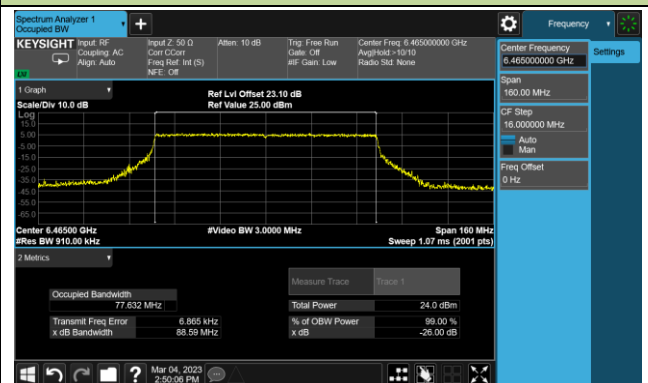 Spectrum Analyzer 1
Occupied BW
Frequency
KEYSIGHT
Input: RF
Coupling: AC
Align: Auto
Input Z: 50 Ω
Corr CCorr
Freq Ref: Int (S)
NFE: Off
Atten: 10 dB
Trig: Free Run
Gate: Off
#IF Gain: Low
Center Freq: 6.465000000 GHz
Avg|Hold:>10/10
Radio Std: None
Center Frequency
6.465000000 GHz
Settings
Span
160.00 MHz
CF Step
16.000000 MHz
Auto
Man
Freq Offset
0 Hz
1 Graph
Scale/Div 10.0 dB
Ref Lvl Offset 23.10 dB
Ref Value 25.00 dBm
Log
15.0
5.00
-5.00
-15.0
-25.0
-35.0
-45.0
-55.0
-65.0
Center 6.46500 GHz
#Video BW 3.0000 MHz
Span 160 MHz
#Res BW 910.00 kHz
Sweep 1.07 ms (2001 pts)
2 Metrics
Measure Trace
Trace 1
Occupied Bandwidth
77.632 MHz
Total Power
24.0 dBm
Transmit Freq Error
6.865 kHz
% of OBW Power
99.00 %
x dB Bandwidth
88.59 MHz
x dB
-26.00 dB
?
Mar 04, 2023
2:50:06 PM